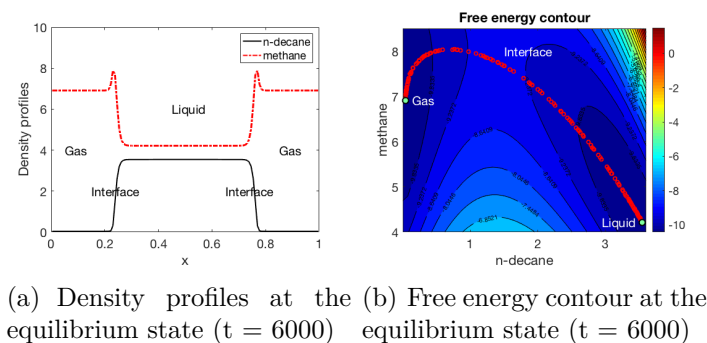 Density profiles
10
8
6
4
2
0
0
0.2
0.4
0.6
0.8
1
x
n-decane
methane
Gas
Liquid
Gas
Interface
Interface
Free energy contour
methane
8
7
6
5
4
1
2
3
n-decane
Interface
Gas
Liquid
0
-2
-4
-6
-8
-10
(a) Density profiles at the
equilibrium state (t = 6000)
(b) Free energy contour at the
equilibrium state (t = 6000)